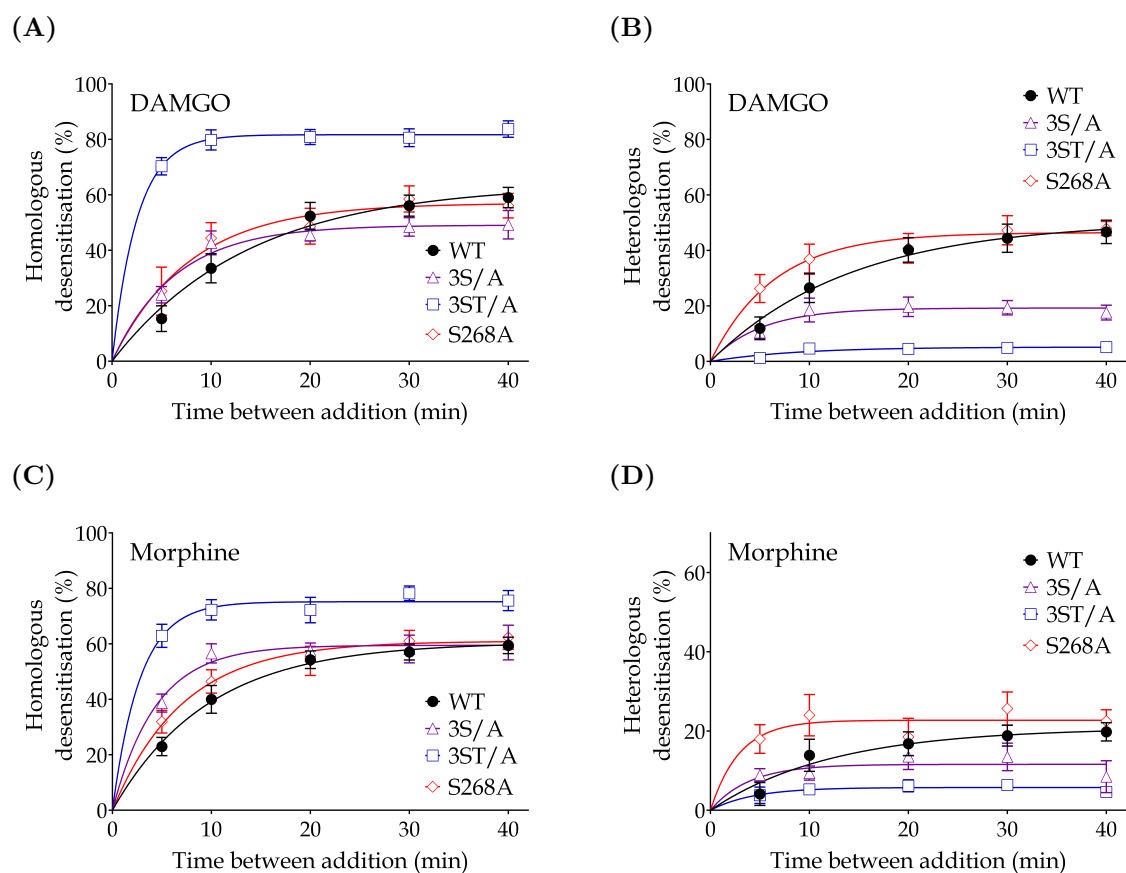 (A)
Homologous
desensitisation (%)
100
80
60
40
20
0
DAMGO
WT
3S/A
3ST/A
S268A
0 10 20 30 40
Time between addition (min)
(B)
Heterologous
desensitisation (%)
100
80
60
40
20
0
DAMGO
WT
3S/A
3ST/A
S268A
0 10 20 30 40
Time between addition (min)
(C)
Homologous
desensitisation (%)
100
80
60
40
20
0
Morphine
WT
3S/A
3ST/A
S268A
0 10 20 30 40
Time between addition (min)
(D)
Heterologous
desensitisation (%)
60
40
20
0
Morphine
WT
3S/A
3ST/A
S268A
0 10 20 30 40
Time between addition (min)